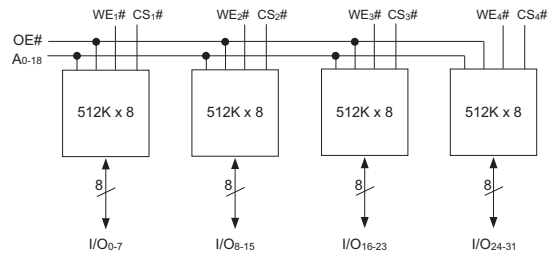 WE1# CS1# WE2# CS2# WE3# CS3# WE4# CS4#
OE#
A0-18
512K x 8 512K x 8 512K x 8 512K x 8
8 8 8 8
I/O0-7 I/O8-15 I/O16-23 I/O24-31